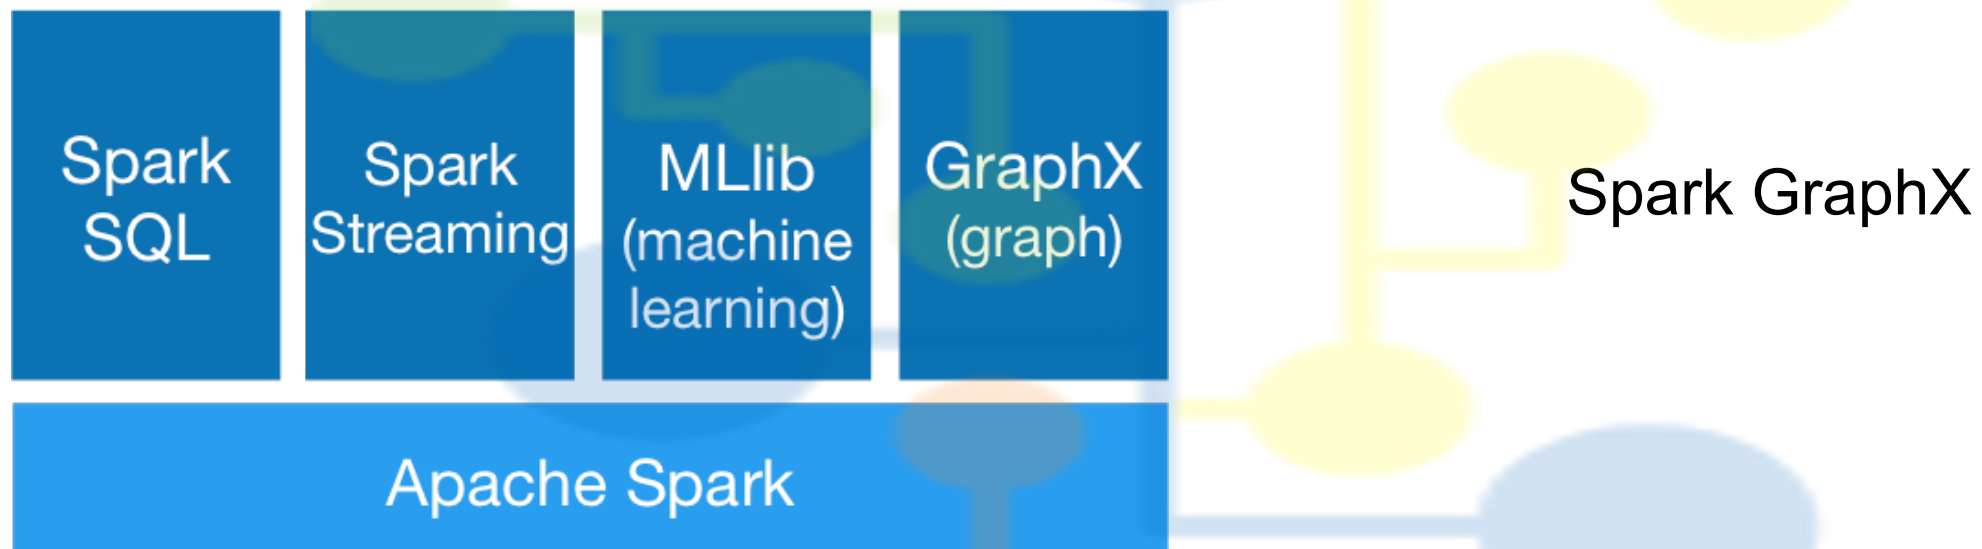 Spark
SQL
Spark
Streaming
MLlib
(machine
learning)
GraphX
(graph)
Spark GraphX
Apache Spark